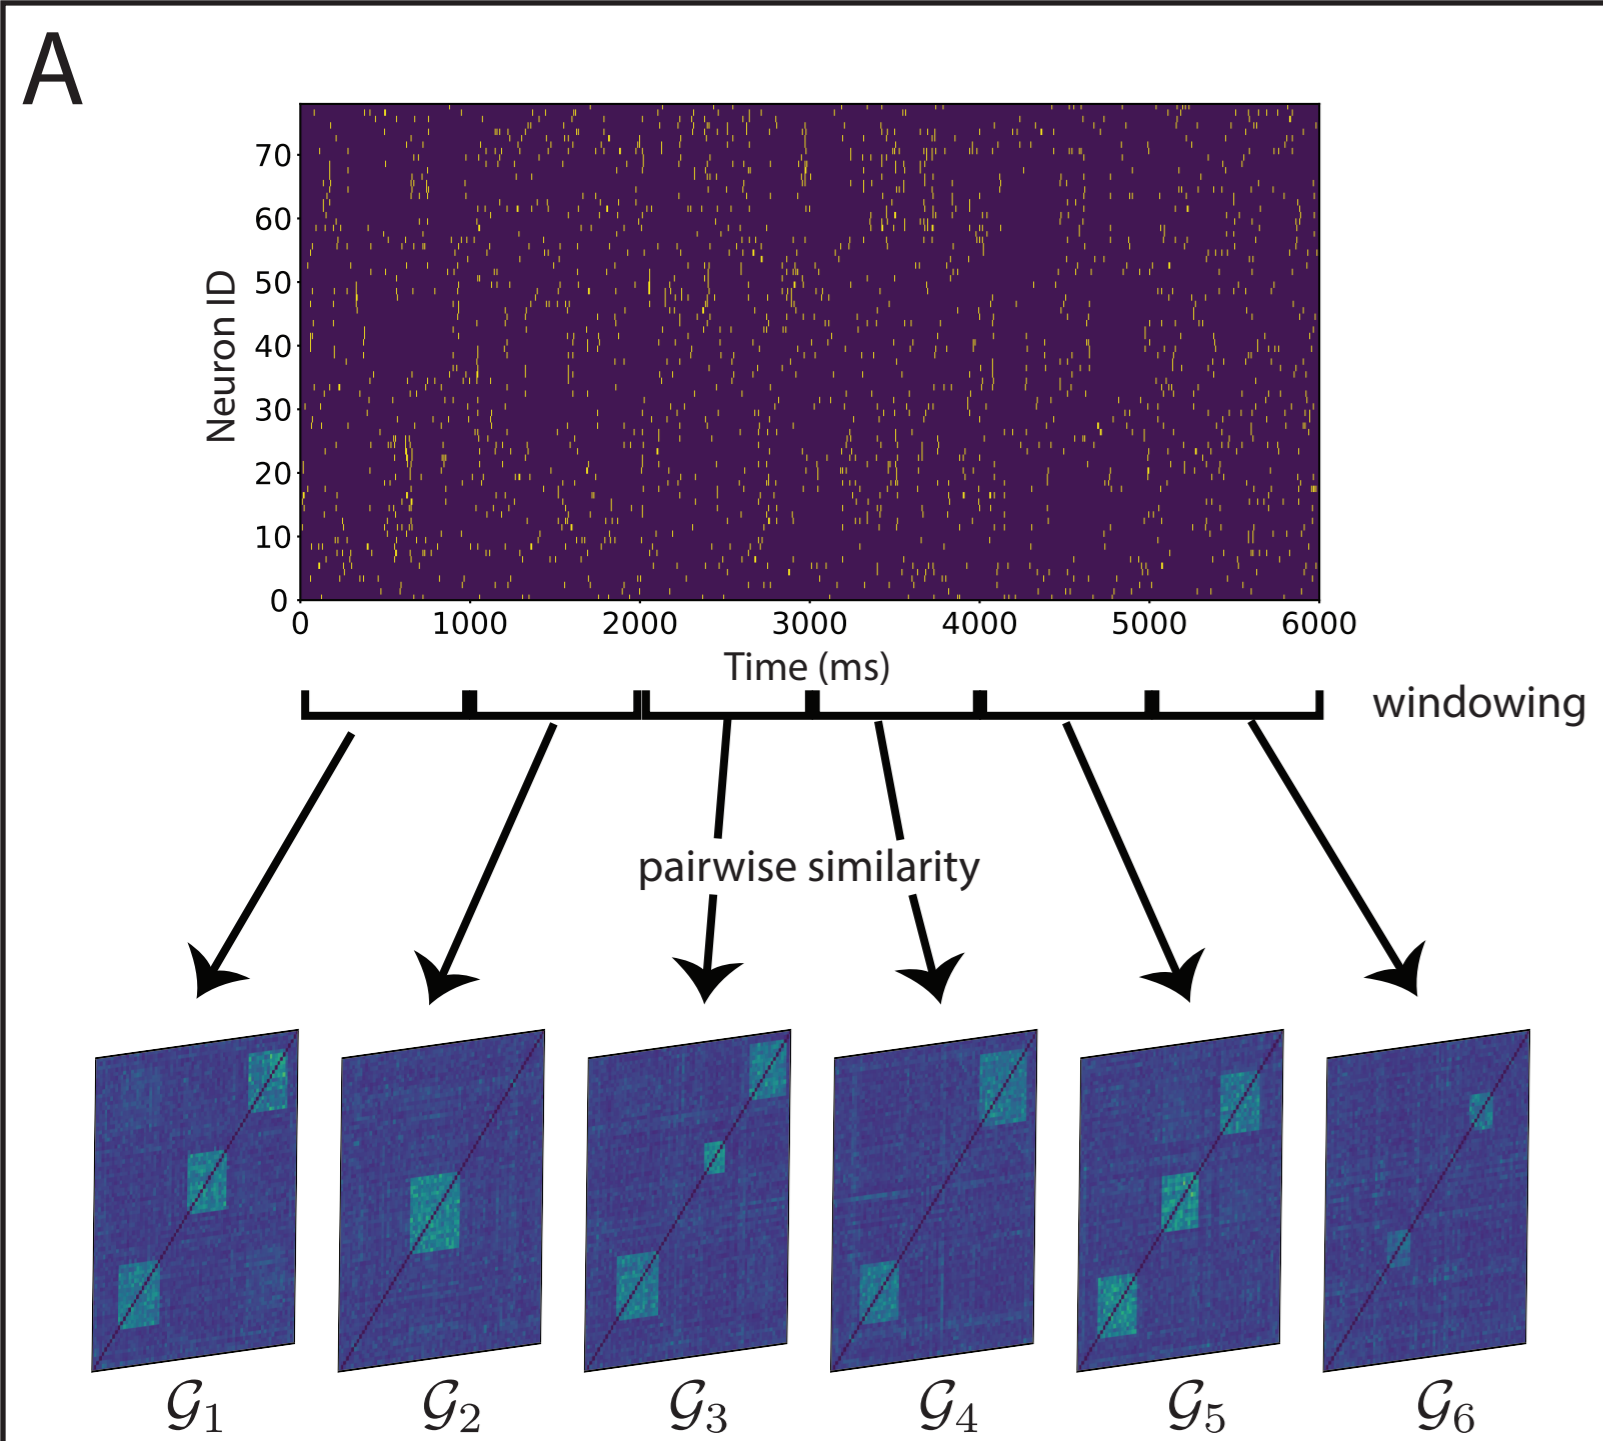 A
70
60
50
40
30
20
10
0
Neuron ID
0 1000 2000 3000 4000 5000 6000
Time (ms)
windowing
pairwise similarity
𝒢1 𝒢2 𝒢3 𝒢4 𝒢5 𝒢6